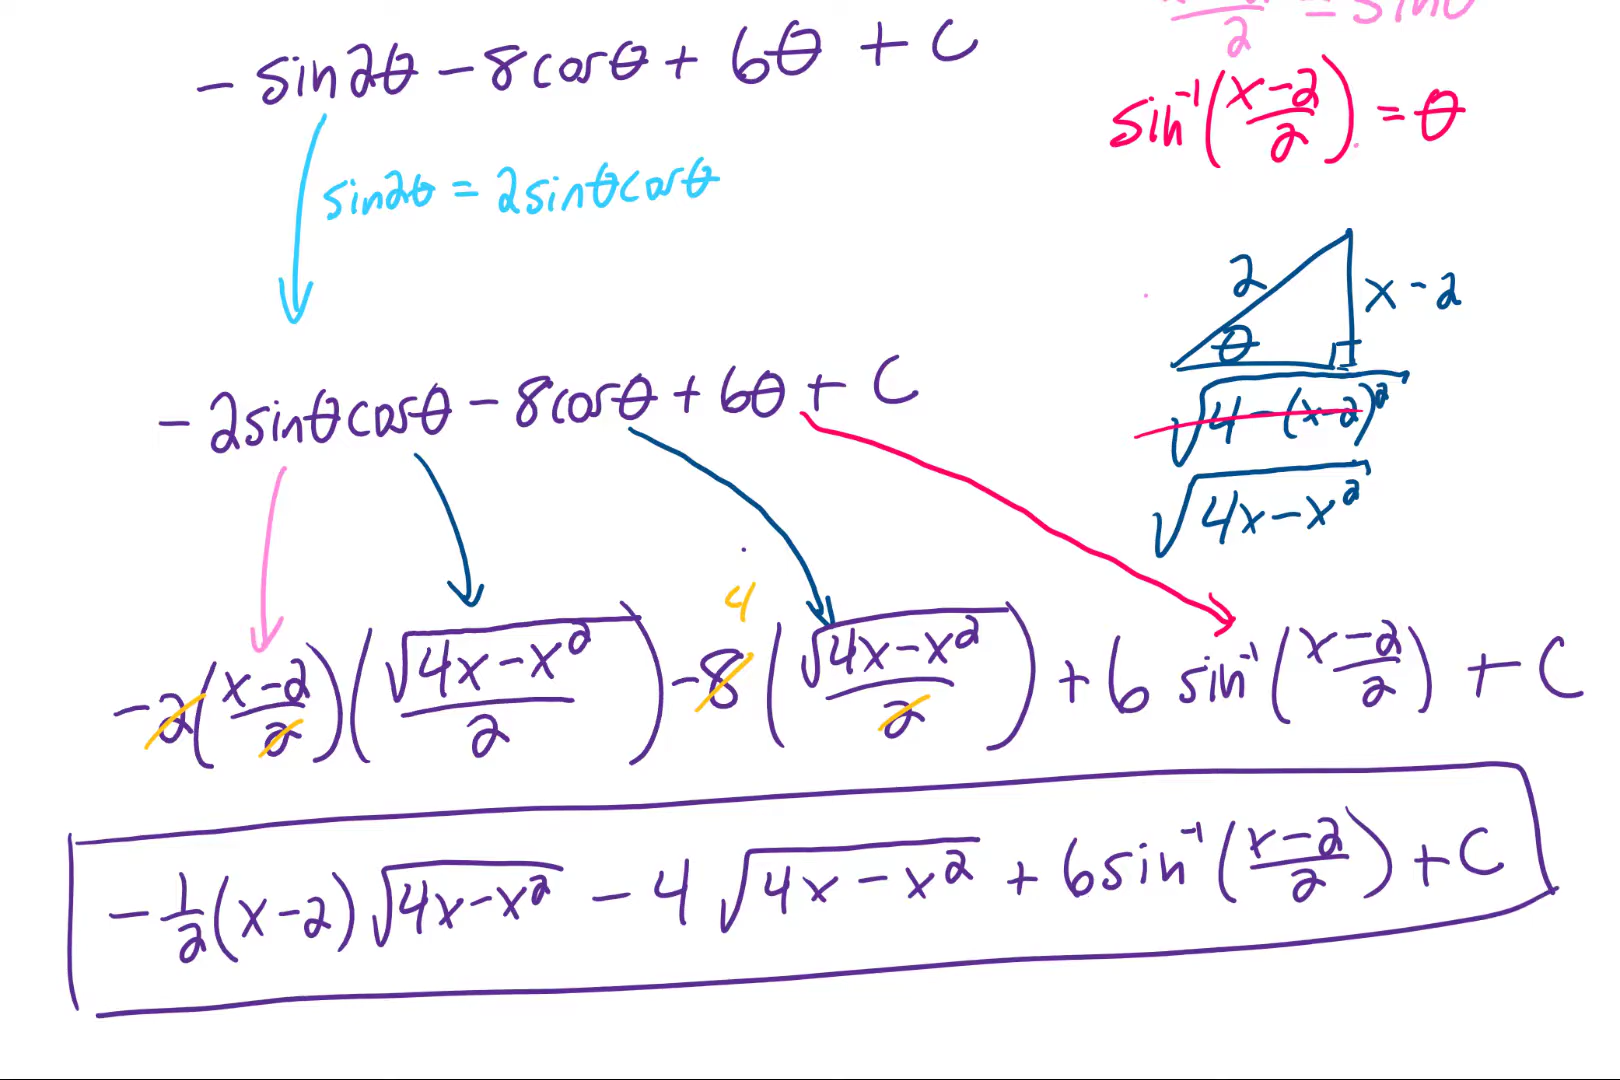 - sin2θ - 8cosθ + 6θ + C
/2 = sinθ
sin⁻¹((x-2)/2) = θ
sin2θ = 2sinθcosθ
2
x - 2
θ
- 2sinθcosθ - 8cosθ + 6θ + C
√(4 - (x-2)²)
√(4x - x²)
4
-2((x-2)/2)(√(4x-x²)/2) - 8(√(4x-x²)/2) + 6 sin⁻¹((x-2)/2) + C
-1/2(x-2)√(4x-x²) - 4√(4x-x²) + 6sin⁻¹((x-2)/2) + C